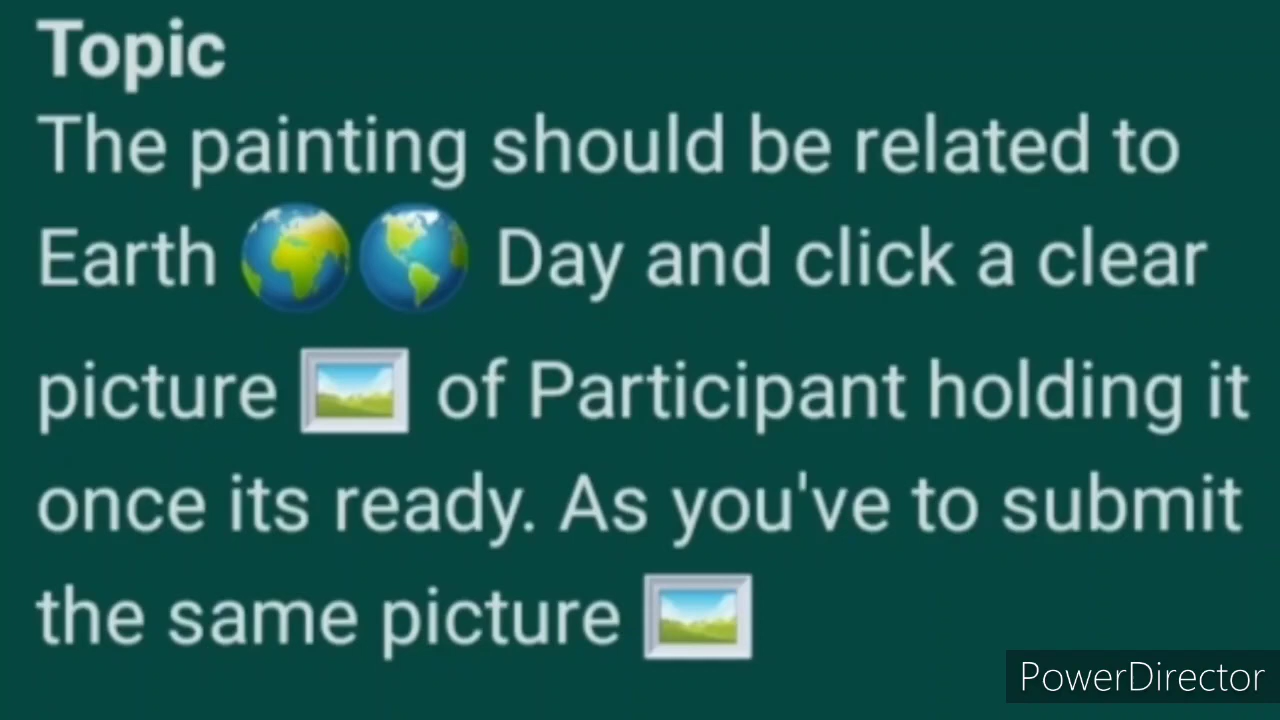 Topic
The painting should be related to
Earth 🌍🌎 Day and click a clear
picture 🖼️ of Participant holding it
once its ready. As you've to submit
the same picture 🖼️
PowerDirector